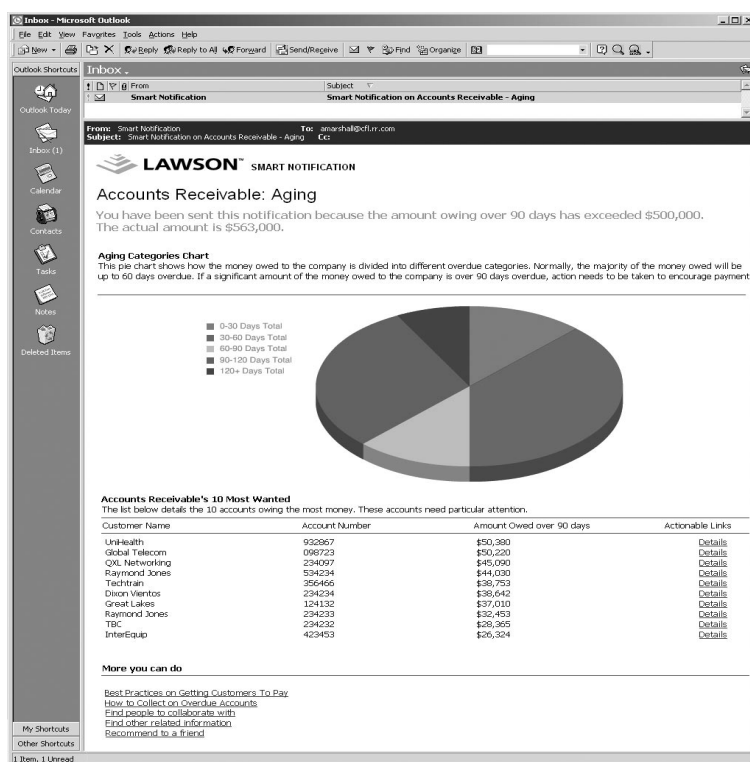 Inbox - Microsoft Outlook
File Edit View Favorites Tools Actions Help
New Reply Reply to All Forward Send/Receive Find Organize
Outlook Shortcuts
Inbox
From Subject
Smart Notification Smart Notification on Accounts Receivable - Aging
From: Smart Notification To: amarshall@cfl.rr.com
Subject: Smart Notification on Accounts Receivable - Aging Cc:
Outlook Today
Inbox (1)
Calendar
Contacts
Tasks
Notes
Deleted Items
My Shortcuts
Other Shortcuts
LAWSON™ SMART NOTIFICATION
Accounts Receivable: Aging
You have been sent this notification because the amount owing over 90 days has exceeded $500,000.
The actual amount is $563,000.
Aging Categories Chart
This pie chart shows how the money owed to the company is divided into different overdue categories. Normally, the majority of the money owed will be
up to 60 days overdue. If a significant amount of the money owed to the company is over 90 days overdue, action needs to be taken to encourage payment
0-30 Days Total
30-60 Days Total
60-90 Days Total
90-120 Days Total
120+ Days Total
Accounts Receivable's 10 Most Wanted
The list below details the 10 accounts owing the most money. These accounts need particular attention.
Customer Name Account Number Amount Owed over 90 days Actionable Links
UniHealth 932867 $50,380 Details
Global Telecom 098723 $50,220 Details
QXL Networking 234097 $45,090 Details
Raymond Jones 534234 $44,030 Details
Techtrain 356466 $38,753 Details
Dixon Vientos 234234 $38,642 Details
Great Lakes 124132 $37,010 Details
Raymond Jones 234233 $32,453 Details
TBC 234232 $28,365 Details
InterEquip 423453 $26,324 Details
More you can do
Best Practices on Getting Customers To Pay
How to Collect on Overdue Accounts
Find people to collaborate with
Find other related information
Recommend to a friend
1 Item, 1 Unread